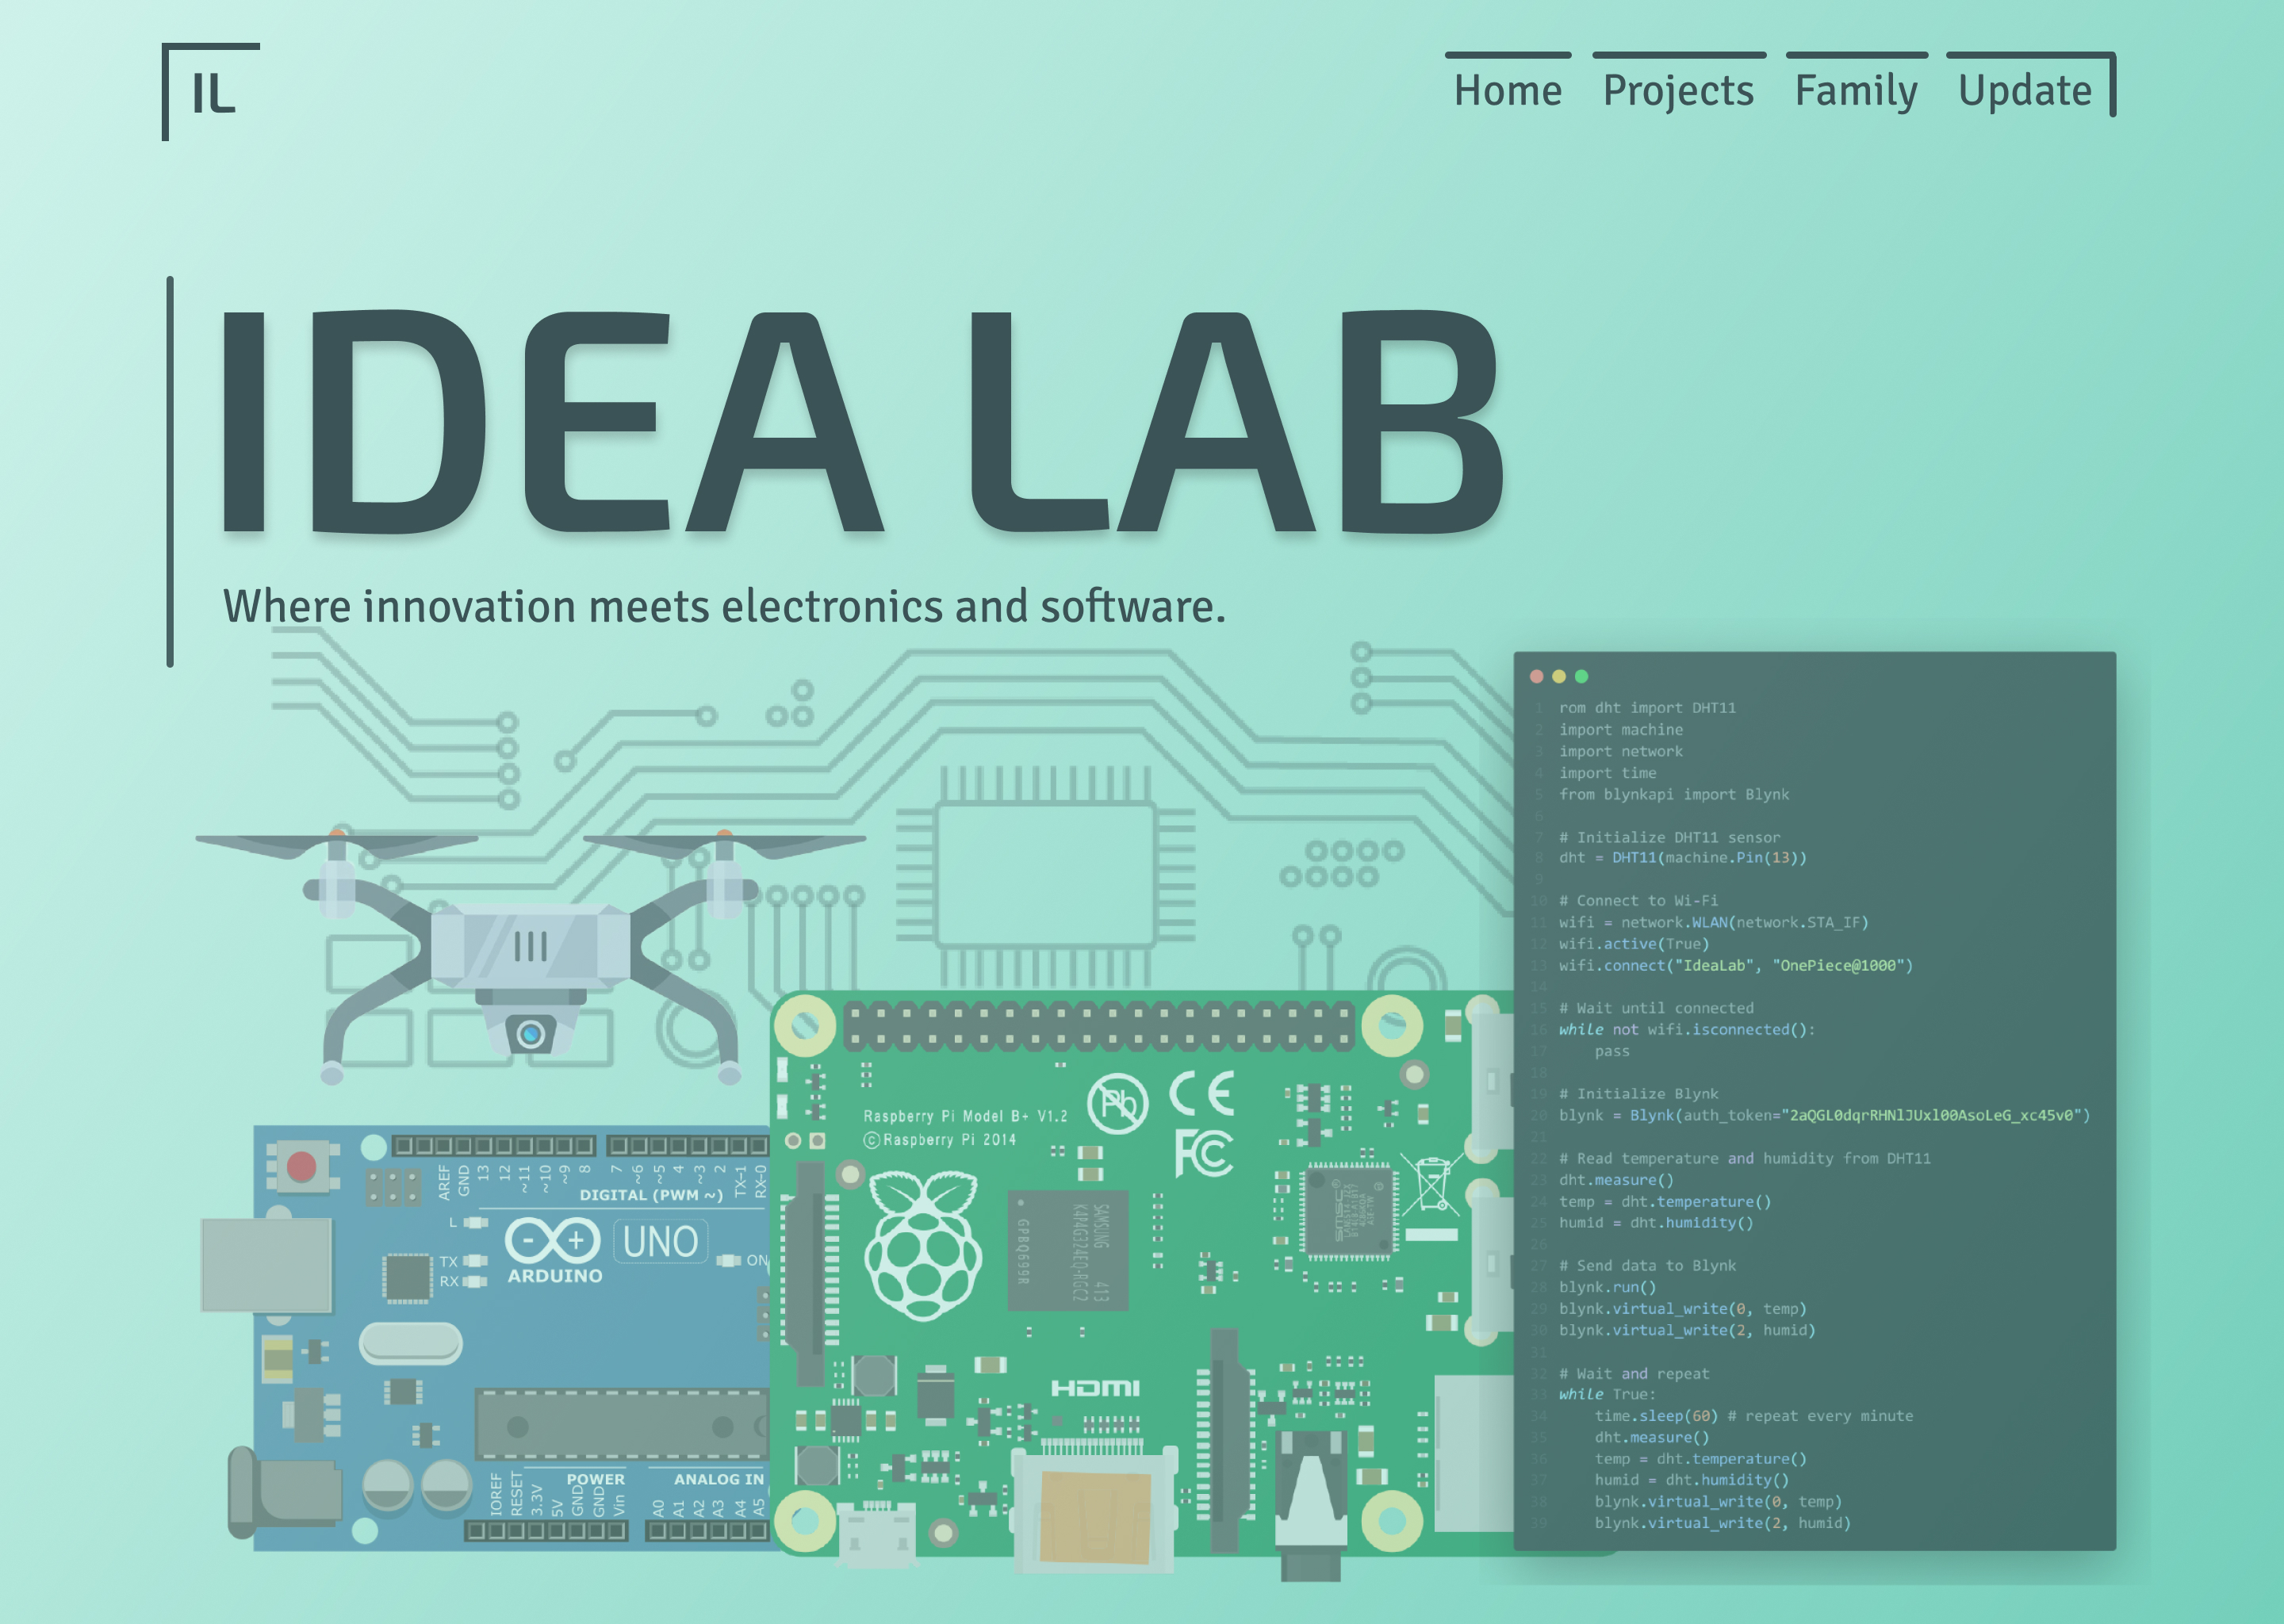 IL
Home Projects Family Update
IDEA LAB
Where innovation meets electronics and software.
1 rom dht import DHT11
2 import machine
3 import network
4 import time
5 from blynkapi import Blynk
6
7 # Initialize DHT11 sensor
8 dht = DHT11(machine.Pin(13))
9
10 # Connect to Wi-Fi
11 wifi = network.WLAN(network.STA_IF)
12 wifi.active(True)
13 wifi.connect("IdeaLab", "OnePiece@1000")
14
15 # Wait until connected
16 while not wifi.isconnected():
17 pass
18
19 # Initialize Blynk
20 blynk = Blynk(auth_token="2aQGL0dqrRHNlJUxl00AsoLeG_xc45v0")
21
22 # Read temperature and humidity from DHT11
23 dht.measure()
24 temp = dht.temperature()
25 humid = dht.humidity()
26
27 # Send data to Blynk
28 blynk.run()
29 blynk.virtual_write(0, temp)
30 blynk.virtual_write(2, humid)
31
32 # Wait and repeat
33 while True:
34 time.sleep(60) # repeat every minute
35 dht.measure()
36 temp = dht.temperature()
37 humid = dht.humidity()
38 blynk.virtual_write(0, temp)
39 blynk.virtual_write(2, humid)
Raspberry Pi Model B+ V1.2
©Raspberry Pi 2014
Pb
CE
FC
SAMSUNG 413
K4P4G324EQ-RGC2
GPBQ699R
smsc
HDMI
AREF
GND
13
12
~11
~10
~9
8
7
~6
~5
4
~3
2
TX→1
RX←0
DIGITAL (PWM ~)
L
TX
RX
ARDUINO
UNO
ON
POWER
ANALOG IN
IOREF
RESET
3.3V
5V
GND
GND
Vin
A0
A1
A2
A3
A4
A5